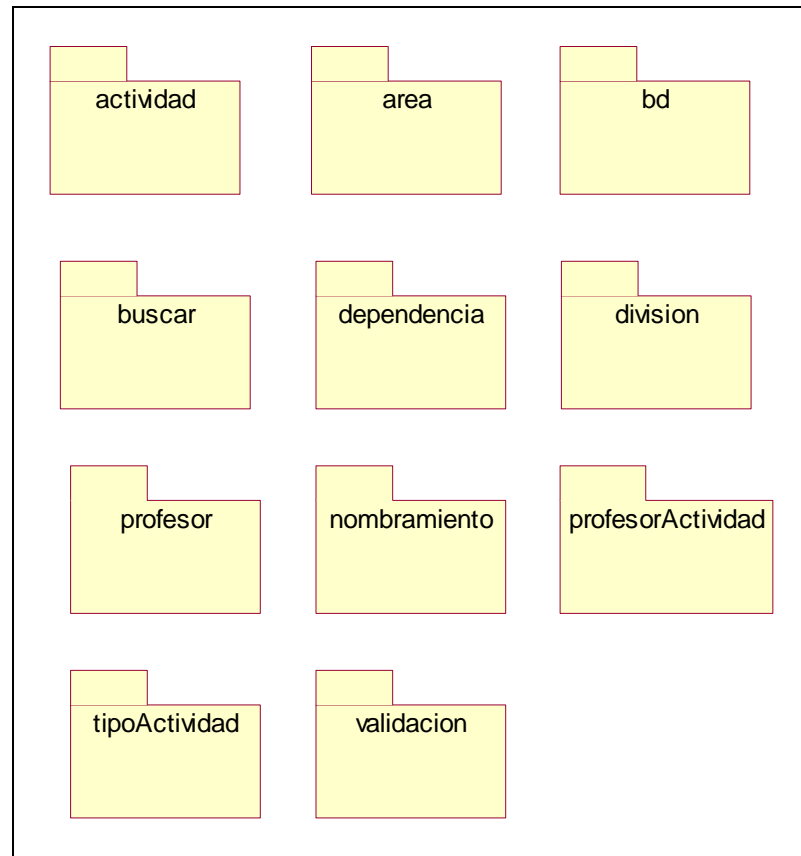 actividad
area
bd
buscar
dependencia
division
profesor
nombramiento
profesorActividad
tipoActividad
validacion